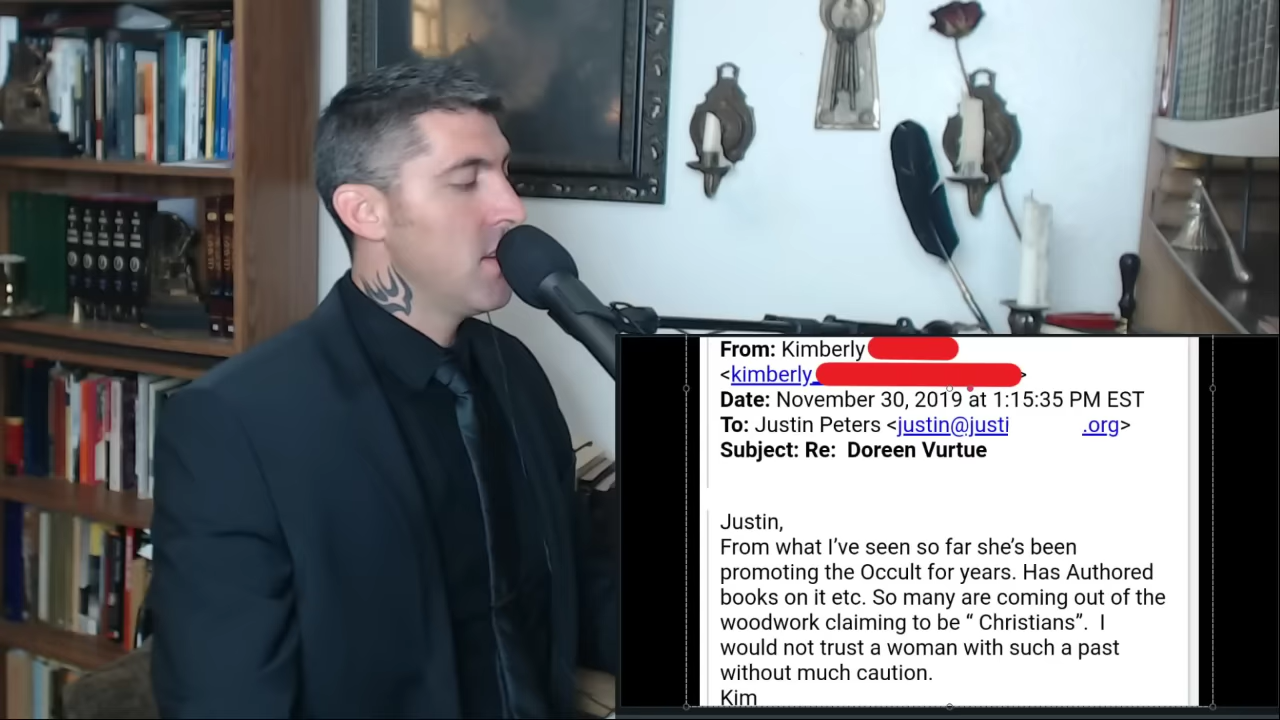 From: Kimberly
<kimberly_ >
Date: November 30, 2019 at 1:15:35 PM EST
To: Justin Peters <justin@justi .org>
Subject: Re:  Doreen Vurtue
Justin,
From what I’ve seen so far she’s been
promoting the Occult for years. Has Authored
books on it etc. So many are coming out of the
woodwork claiming to be “ Christians”.  I
would not trust a woman with such a past
without much caution.
Kim